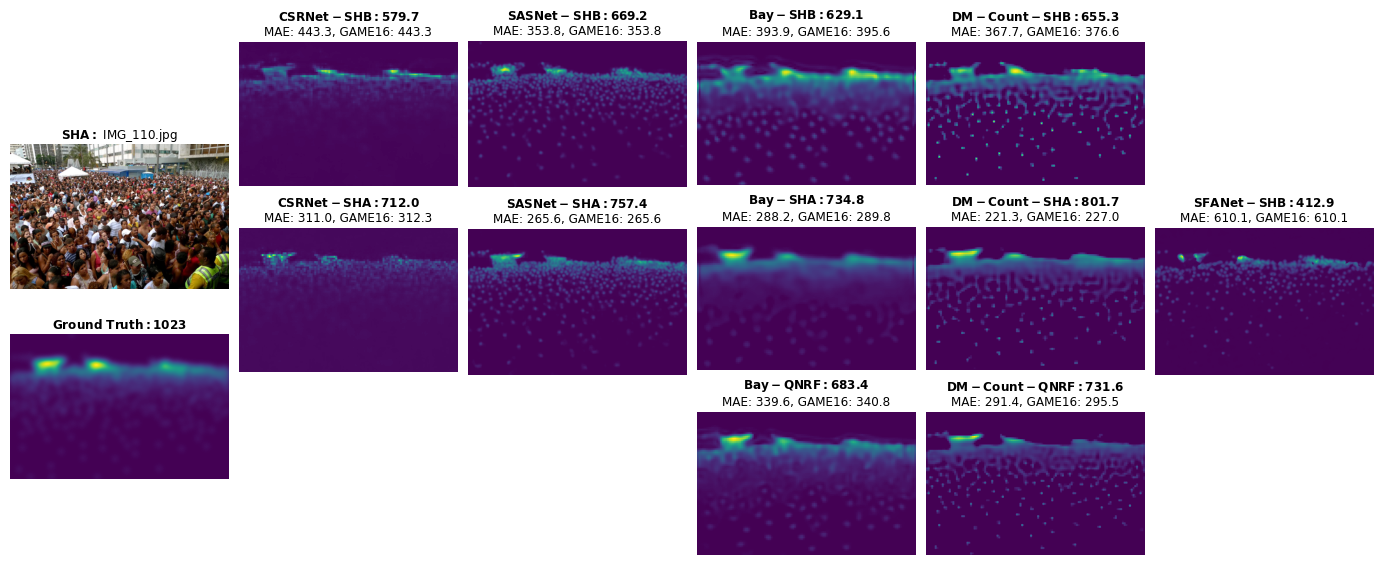 CSRNet − SHB : 579.7
MAE: 443.3, GAME16: 443.3
SASNet − SHB : 669.2
MAE: 353.8, GAME16: 353.8
Bay − SHB : 629.1
MAE: 393.9, GAME16: 395.6
DM − Count − SHB : 655.3
MAE: 367.7, GAME16: 376.6
SHA : IMG_110.jpg
CSRNet − SHA : 712.0
MAE: 311.0, GAME16: 312.3
SASNet − SHA : 757.4
MAE: 265.6, GAME16: 265.6
Bay − SHA : 734.8
MAE: 288.2, GAME16: 289.8
DM − Count − SHA : 801.7
MAE: 221.3, GAME16: 227.0
SFANet − SHB : 412.9
MAE: 610.1, GAME16: 610.1
Ground Truth : 1023
Bay − QNRF : 683.4
MAE: 339.6, GAME16: 340.8
DM − Count − QNRF : 731.6
MAE: 291.4, GAME16: 295.5